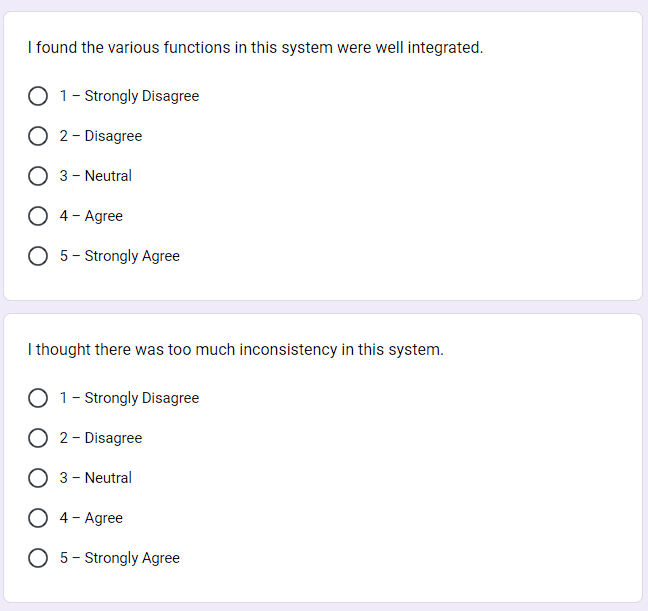 I found the various functions in this system were well integrated.
1 – Strongly Disagree
2 – Disagree
3 – Neutral
4 – Agree
5 – Strongly Agree
I thought there was too much inconsistency in this system.
1 – Strongly Disagree
2 – Disagree
3 – Neutral
4 – Agree
5 – Strongly Agree